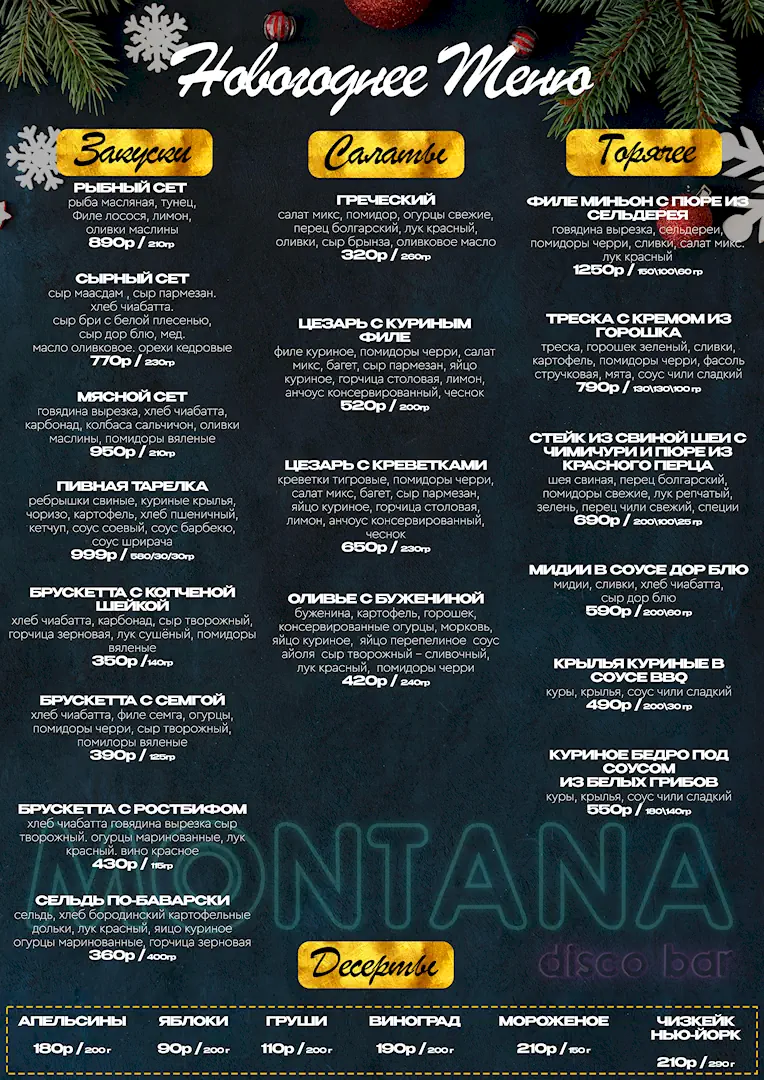 Новогоднее Меню
Закуски
РЫБНЫЙ СЕТ
рыба масляная, тунец,
Филе лосося, лимон,
оливки маслины
890р / 210гр
СЫРНЫЙ СЕТ
сыр маасдам , сыр пармезан.
хлеб чиабатта.
сыр бри с белой плесенью,
сыр дор блю, мед.
масло оливковое. орехи кедровые
770р / 230гр
МЯСНОЙ СЕТ
говядина вырезка, хлеб чиабатта,
карбонад, колбаса сальчичон, оливки
маслины, помидоры вяленые
950р / 210гр
ПИВНАЯ ТАРЕЛКА
ребрышки свиные, куриные крылья,
чоризо, картофель, хлеб пшеничный,
кетчуп, соус соевый, соус барбекю,
соус шрирача
999р / 580/30/30гр
БРУСКЕТТА С КОПЧЕНОЙ
ШЕЙКОЙ
хлеб чиабатта, карбонад, сыр творожный,
горчица зерновая, лук сушёный, помидоры
вяленые
350р /140гр
БРУСКЕТТА С СЕМГОЙ
хлеб чиабатта, филе семга, огурцы,
помидоры черри, сыр творожный,
помилоры вяленые
390р / 125гр
БРУСКЕТТА С РОСТБИФОМ
хлеб чиабатта говядина вырезка сыр
творожный. огурцы маринованные, лук
красный. вино красное
430р / 115гр
СЕЛЬДЬ ПО-БАВАРСКИ
сельдь, хлеб бородинский картофельные
дольки, лук красный, яицо куриное
огурцы маринованные, горчица зерновая
360р / 400гр
Салаты
ГРЕЧЕСКИЙ
салат микс, помидор, огурцы свежие,
перец болгарский, лук красный,
оливки, сыр брынза, оливковое масло
320р / 260гр
ЦЕЗАРЬ С КУРИНЫМ
ФИЛЕ
филе куриное, помидоры черри, салат
микс, багет, сыр пармезан, яйцо
куриное, горчица столовая, лимон,
анчоус консервированный, чеснок
520р / 200гр
ЦЕЗАРЬ С КРЕВЕТКАМИ
креветки тигровые, помидоры черри,
салат микс, багет, сыр пармезан,
яйцо куриное, горчица столовая,
лимон, анчоус консервированный,
чеснок
650р / 230гр
ОЛИВЬЕ С БУЖЕНИНОЙ
буженина, картофель, горошек,
консервированные огурцы, морковь,
яйцо куриное, яйцо перепелиное соус
айоля сыр творожный – сливочный,
лук красный, помидоры черри
420р / 240гр
Горячее
ФИЛЕ МИНЬОН С ПЮРЕ ИЗ
СЕЛЬДЕРЕЯ
говядина вырезка, сельдереи,
помидоры черри, сливки, салат микс.
лук красный
1250р / 150\100\60 гр
ТРЕСКА С КРЕМОМ ИЗ
ГОРОШКА
треска, горошек зеленый, сливки,
картофель, помидоры черри, фасоль
стручковая, мята, соус чили сладкий
790р / 130\130\100 гр
СТЕЙК ИЗ СВИНОЙ ШЕИ С
ЧИМИЧУРИ И ПЮРЕ ИЗ
КРАСНОГО ПЕРЦА
шея свиная, перец болгарский,
помидоры свежие, лук репчатый,
зелень, перец чили свежий, специи
690р / 200\100\25 гр
МИДИИ В СОУСЕ ДОР БЛЮ
мидии, сливки, хлеб чиабатта,
сыр дор блю
590р / 200\60 гр
КРЫЛЬЯ КУРИНЫЕ В
СОУСЕ BBQ
куры, крылья, соус чили сладкий
490р / 200\30 гр
КУРИНОЕ БЕДРО ПОД
СОУСОМ
ИЗ БЕЛЫХ ГРИБОВ
куры, крылья, соус чили сладкий
550р / 180\140гр
MONTANA
disco bar
Десерты
АПЕЛЬСИНЫ
180р / 200 г
ЯБЛОКИ
90р / 200 г
ГРУШИ
110р / 200 г
ВИНОГРАД
190р / 200 г
МОРОЖЕНОЕ
210р / 150 г
ЧИЗКЕЙК
НЬЮ-ЙОРК
210р / 290 г